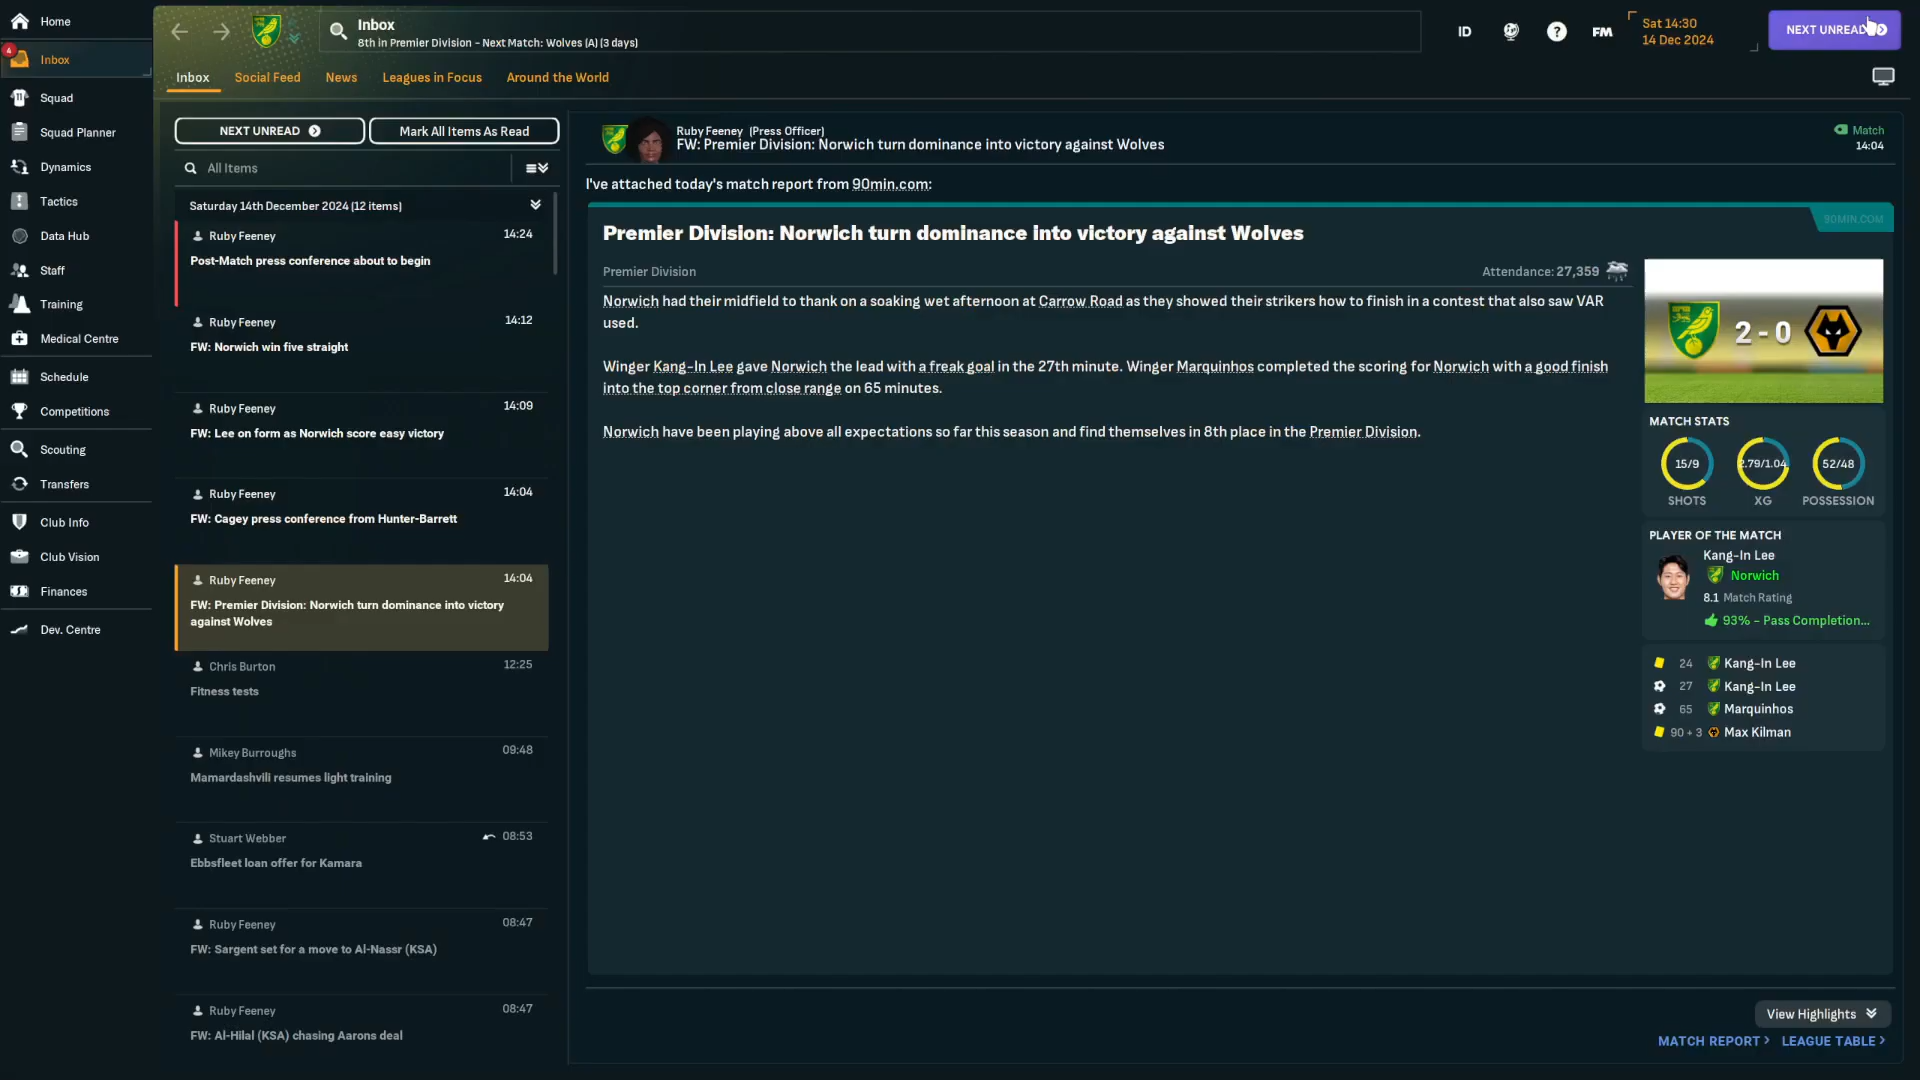 Home
Inbox
4
Squad
Squad Planner
Dynamics
Tactics
Data Hub
Staff
Training
Medical Centre
Schedule
Competitions
Scouting
Transfers
Club Info
Club Vision
Finances
Dev. Centre
Inbox
8th in Premier Division - Next Match: Wolves (A) (3 days)
ID
FM
Sat 14:30
14 Dec 2024
NEXT UNREAD
Inbox
Social Feed
News
Leagues in Focus
Around the World
NEXT UNREAD
Mark All Items As Read
All Items
Saturday 14th December 2024 (12 items)
Ruby Feeney
14:24
Post-Match press conference about to begin
Ruby Feeney
14:12
FW: Norwich win five straight
Ruby Feeney
14:09
FW: Lee on form as Norwich score easy victory
Ruby Feeney
14:04
FW: Cagey press conference from Hunter-Barrett
Ruby Feeney
14:04
FW: Premier Division: Norwich turn dominance into victory
against Wolves
Chris Burton
12:25
Fitness tests
Mikey Burroughs
09:48
Mamardashvili resumes light training
Stuart Webber
08:53
Ebbsfleet loan offer for Kamara
Ruby Feeney
08:47
FW: Sargent set for a move to Al-Nassr (KSA)
Ruby Feeney
08:47
FW: Al-Hilal (KSA) chasing Aarons deal
Ruby Feeney (Press Officer)
FW: Premier Division: Norwich turn dominance into victory against Wolves
Match
14:04
I've attached today's match report from 90min.com:
90MIN.COM
Premier Division: Norwich turn dominance into victory against Wolves
Premier Division
Attendance: 27,359
Norwich had their midfield to thank on a soaking wet afternoon at Carrow Road as they showed their strikers how to finish in a contest that also saw VAR
used.
Winger Kang-In Lee gave Norwich the lead with a freak goal in the 27th minute. Winger Marquinhos completed the scoring for Norwich with a good finish
into the top corner from close range on 65 minutes.
Norwich have been playing above all expectations so far this season and find themselves in 8th place in the Premier Division.
2 - 0
MATCH STATS
15/9
2.79/1.04
52/48
SHOTS
XG
POSSESSION
PLAYER OF THE MATCH
Kang-In Lee
Norwich
8.1 Match Rating
93% - Pass Completion...
24 Kang-In Lee
27 Kang-In Lee
65 Marquinhos
90 + 3 Max Kilman
View Highlights
MATCH REPORT
LEAGUE TABLE